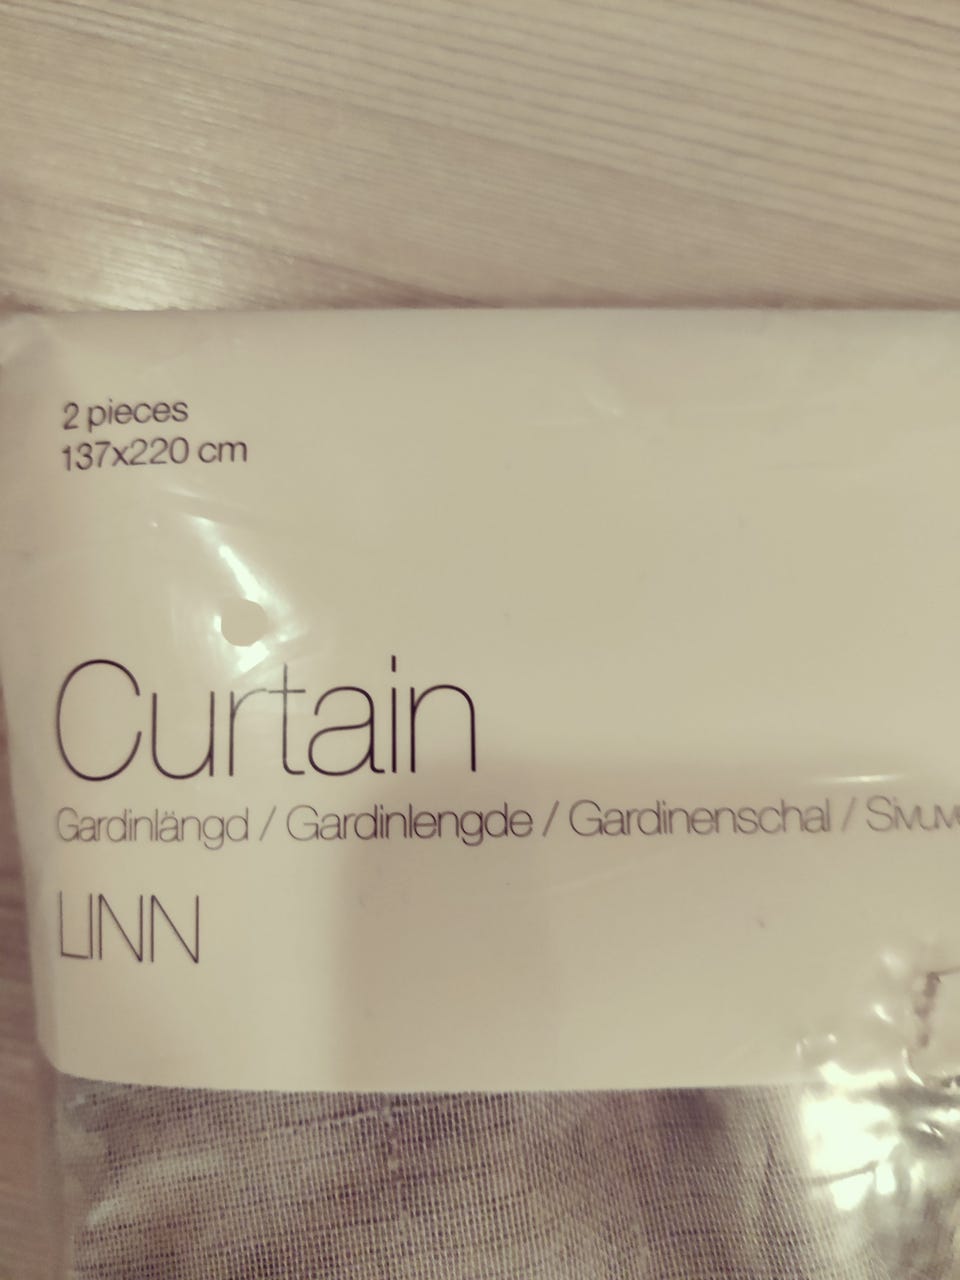 2 pieces
137x220 cm
Curtain
Gardinlängd / Gardinlengde / Gardinenschal /
LINN